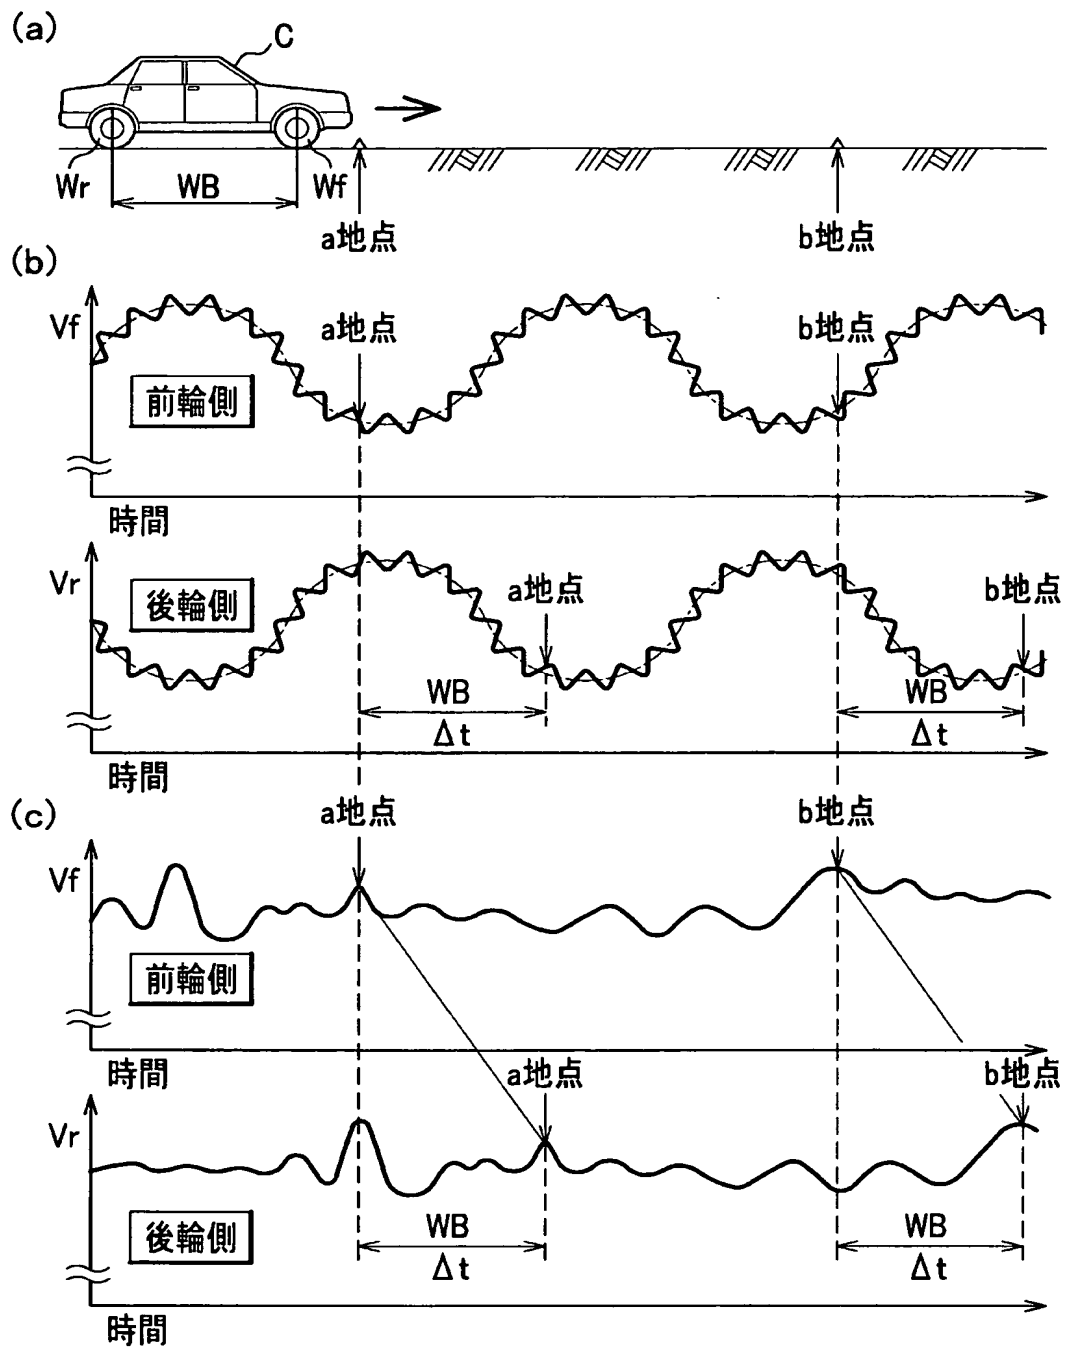 (a)
C
Wr
WB
Wf
a地点
b地点
(b)
Vf
a地点
b地点
前輪側
時間
Vr
後輪側
a地点
b地点
WB
Δt
WB
Δt
時間
(c)
a地点
b地点
Vf
前輪側
時間
a地点
b地点
Vr
後輪側
WB
Δt
WB
Δt
時間